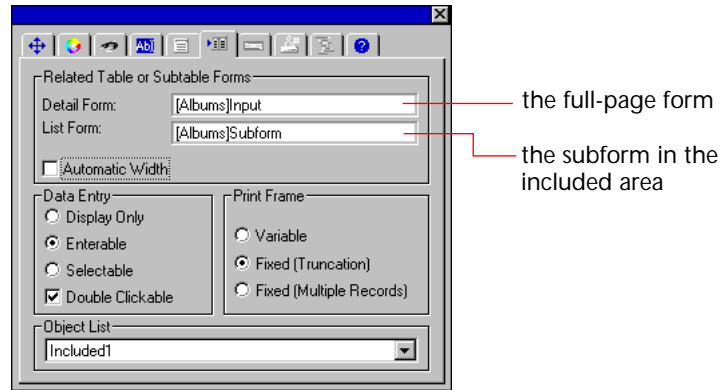 Ab
?
Related Table or Subtable Forms
Detail Form: [Albums]Input
the full-page form
List Form: [Albums]Subform
the subform in the
included area
Automatic Width
Data Entry
Display Only
Enterable
Selectable
Double Clickable
Print Frame
Variable
Fixed (Truncation)
Fixed (Multiple Records)
Object List
Included1